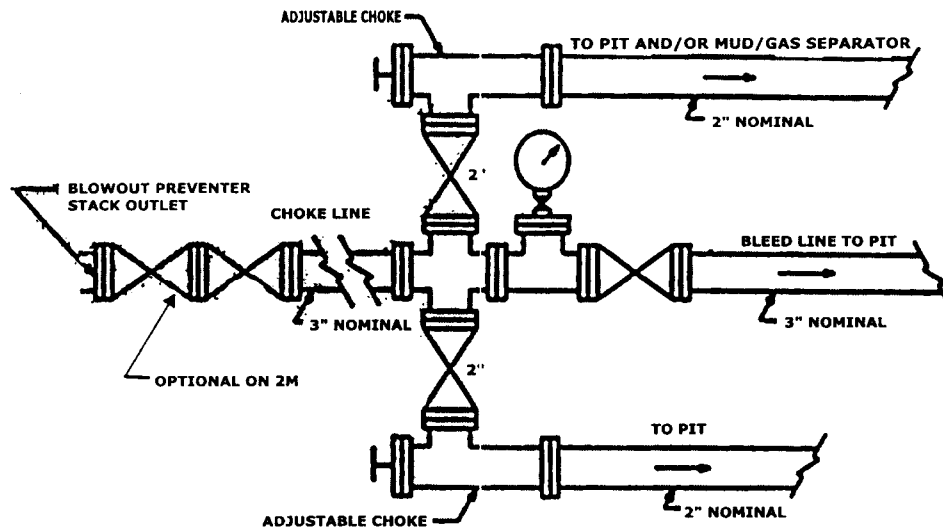 ADJUSTABLE CHOKE
TO PIT AND/OR MUD/GAS SEPARATOR
2" NOMINAL
2'
BLOWOUT PREVENTER
STACK OUTLET
CHOKE LINE
BLEED LINE TO PIT
3" NOMINAL
3" NOMINAL
OPTIONAL ON 2M
2"
TO PIT
2" NOMINAL
ADJUSTABLE CHOKE